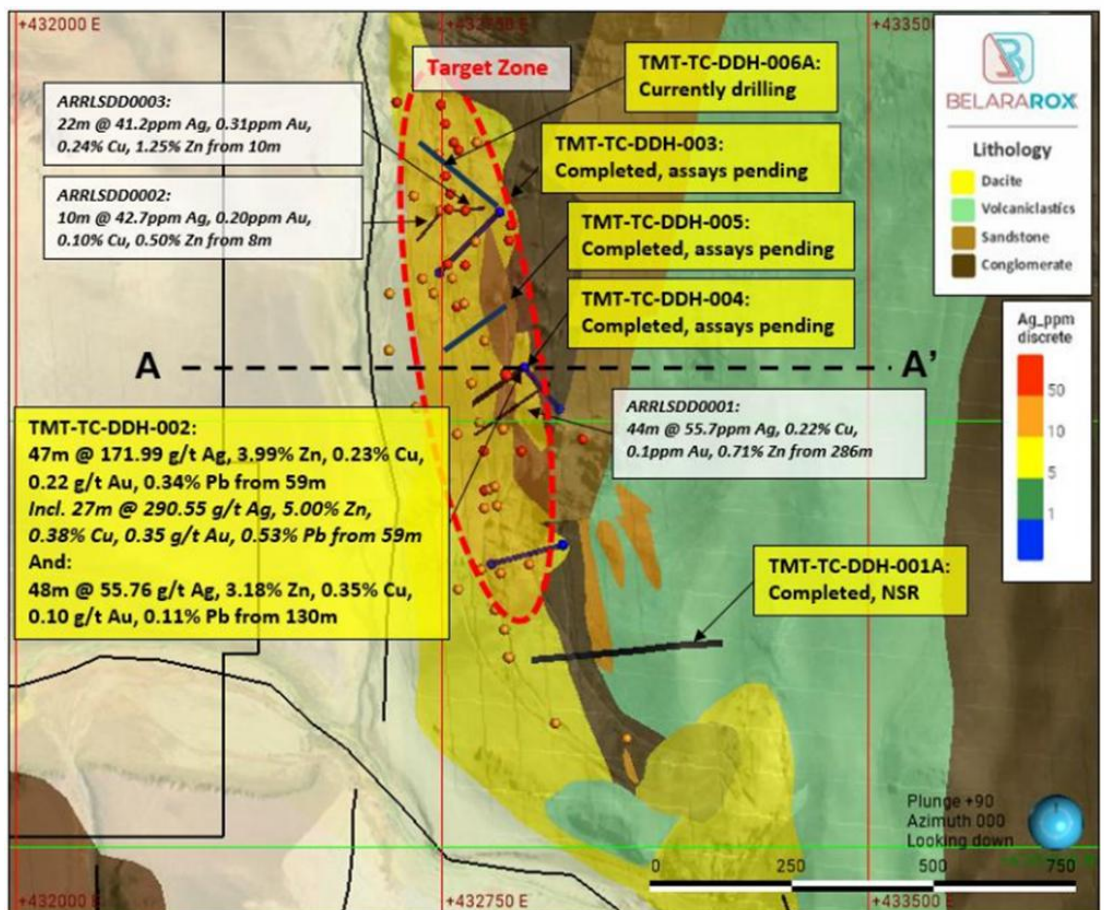 +432000 E
+432750 E
+433500
Target Zone
TMT-TC-DDH-006A:
Currently drilling
BELARAROX
ARRLSDD0003:
22m @ 41.2ppm Ag, 0.31ppm Au,
0.24% Cu, 1.25% Zn from 10m
TMT-TC-DDH-003:
Completed, assays pending
Lithology
Dacite
Volcaniclastics
Sandstone
Conglomerate
ARRLSDD0002:
10m @ 42.7ppm Ag, 0.20ppm Au,
0.10% Cu, 0.50% Zn from 8m
TMT-TC-DDH-005:
Completed, assays pending
TMT-TC-DDH-004:
Completed, assays pending
Ag_ppm
discrete
50
10
5
1
A
A’
ARRLSDD0001:
44m @ 55.7ppm Ag, 0.22% Cu,
0.1ppm Au, 0.71% Zn from 286m
TMT-TC-DDH-002:
47m @ 171.99 g/t Ag, 3.99% Zn, 0.23% Cu,
0.22 g/t Au, 0.34% Pb from 59m
Incl. 27m @ 290.55 g/t Ag, 5.00% Zn,
0.38% Cu, 0.35 g/t Au, 0.53% Pb from 59m
And:
48m @ 55.76 g/t Ag, 3.18% Zn, 0.35% Cu,
0.10 g/t Au, 0.11% Pb from 130m
TMT-TC-DDH-001A:
Completed, NSR
Plunge +90
Azimuth 000
Looking down
0 250 500 750
+432000 E
+432750 E
+433500 E